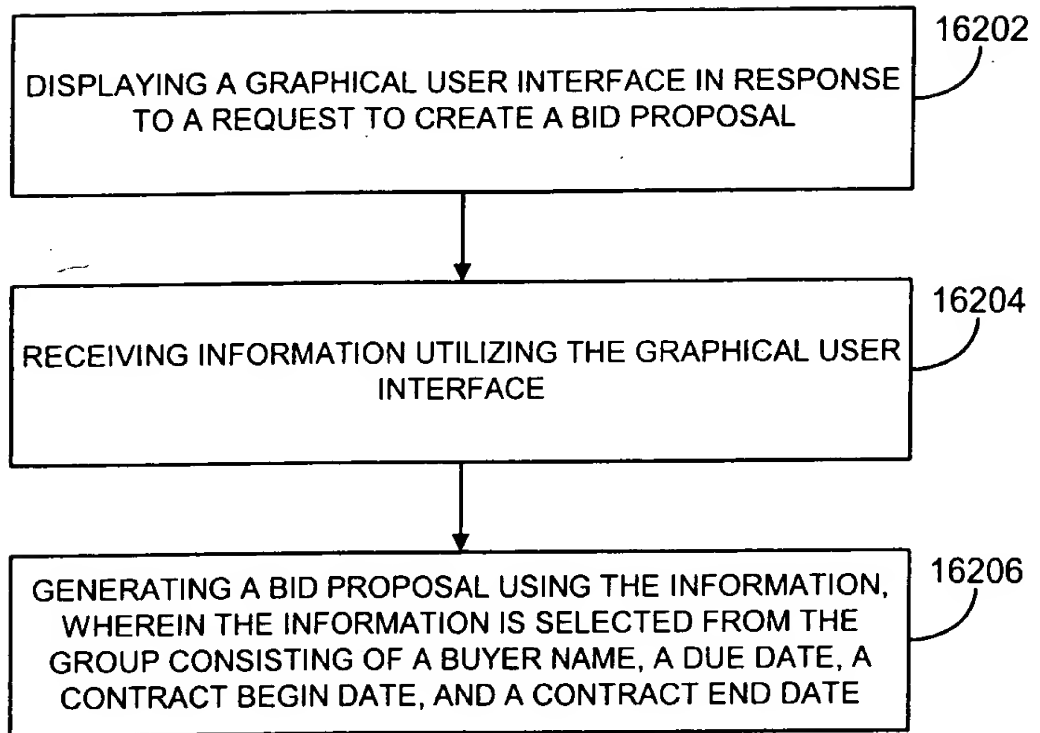 16202
DISPLAYING A GRAPHICAL USER INTERFACE IN RESPONSE
TO A REQUEST TO CREATE A BID PROPOSAL
16204
RECEIVING INFORMATION UTILIZING THE GRAPHICAL USER
INTERFACE
16206
GENERATING A BID PROPOSAL USING THE INFORMATION,
WHEREIN THE INFORMATION IS SELECTED FROM THE
GROUP CONSISTING OF A BUYER NAME, A DUE DATE, A
CONTRACT BEGIN DATE, AND A CONTRACT END DATE